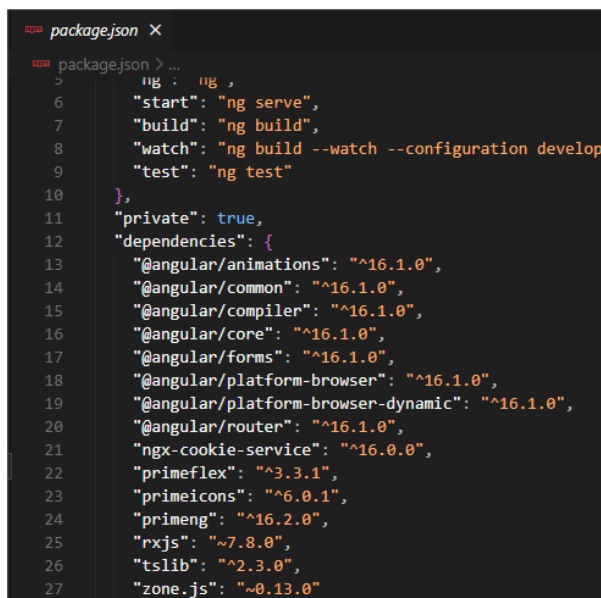 package.json ×
package.json > ...
5 "ng": "ng",
6 "start": "ng serve",
7 "build": "ng build",
8 "watch": "ng build --watch --configuration develop
9 "test": "ng test"
10 },
11 "private": true,
12 "dependencies": {
13 "@angular/animations": "^16.1.0",
14 "@angular/common": "^16.1.0",
15 "@angular/compiler": "^16.1.0",
16 "@angular/core": "^16.1.0",
17 "@angular/forms": "^16.1.0",
18 "@angular/platform-browser": "^16.1.0",
19 "@angular/platform-browser-dynamic": "^16.1.0",
20 "@angular/router": "^16.1.0",
21 "ngx-cookie-service": "^16.0.0",
22 "primeflex": "^3.3.1",
23 "primeicons": "^6.0.1",
24 "primeng": "^16.2.0",
25 "rxjs": "~7.8.0",
26 "tslib": "^2.3.0",
27 "zone.js": "~0.13.0"